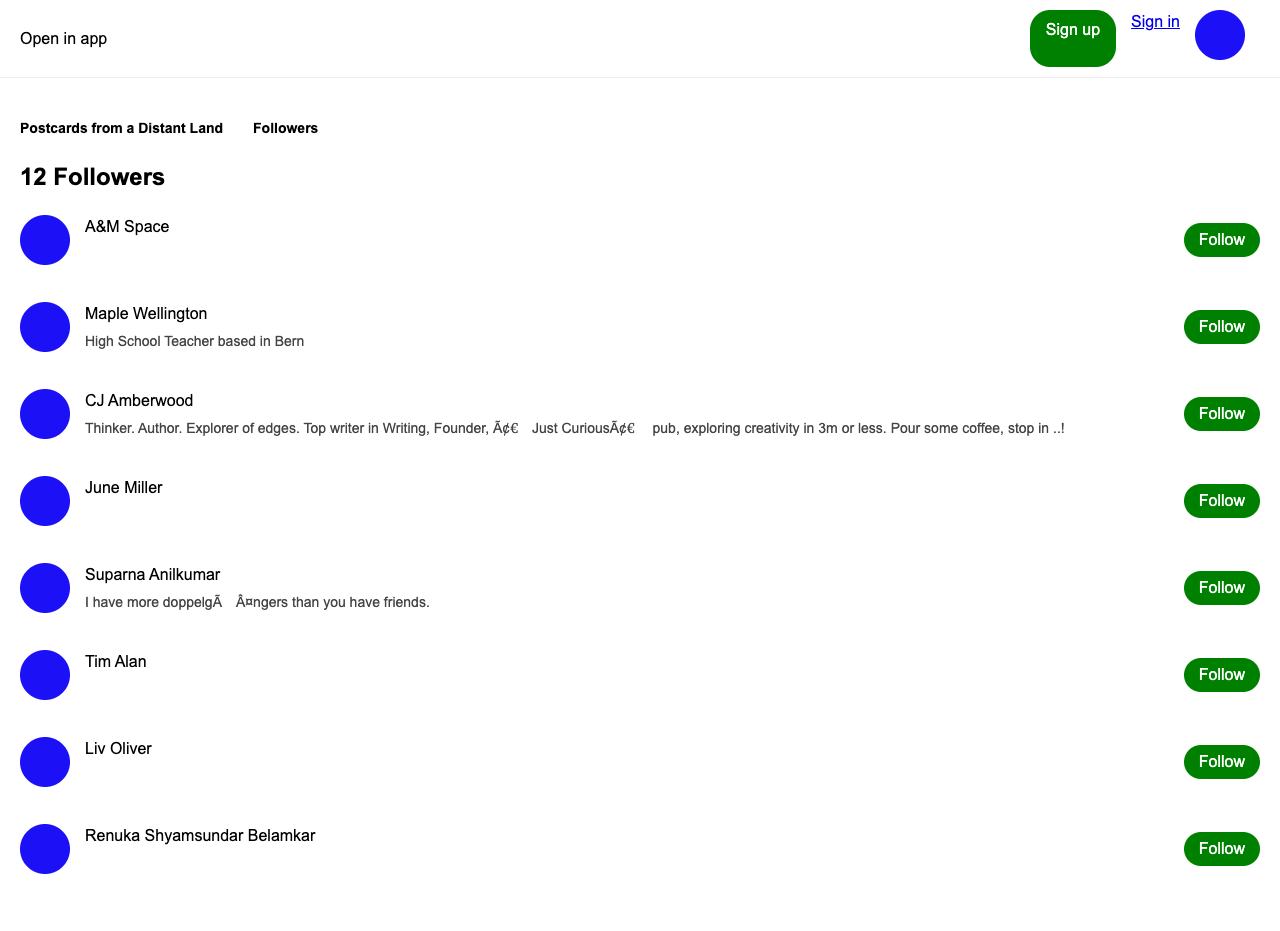 Open in app
Sign up
Sign in
Postcards from a Distant Land
Followers
12 Followers
A&M Space
Follow
Maple Wellington
High School Teacher based in Bern
Follow
CJ Amberwood
Thinker. Author. Explorer of edges. Top writer in Writing, Founder, Ã¢€ Just CuriousÃ¢€ pub, exploring creativity in 3m or less. Pour some coffee, stop in ..!
Follow
June Miller
Follow
Suparna Anilkumar
I have more doppelgÃ Â¤ngers than you have friends.
Follow
Tim Alan
Follow
Liv Oliver
Follow
Renuka Shyamsundar Belamkar
Follow